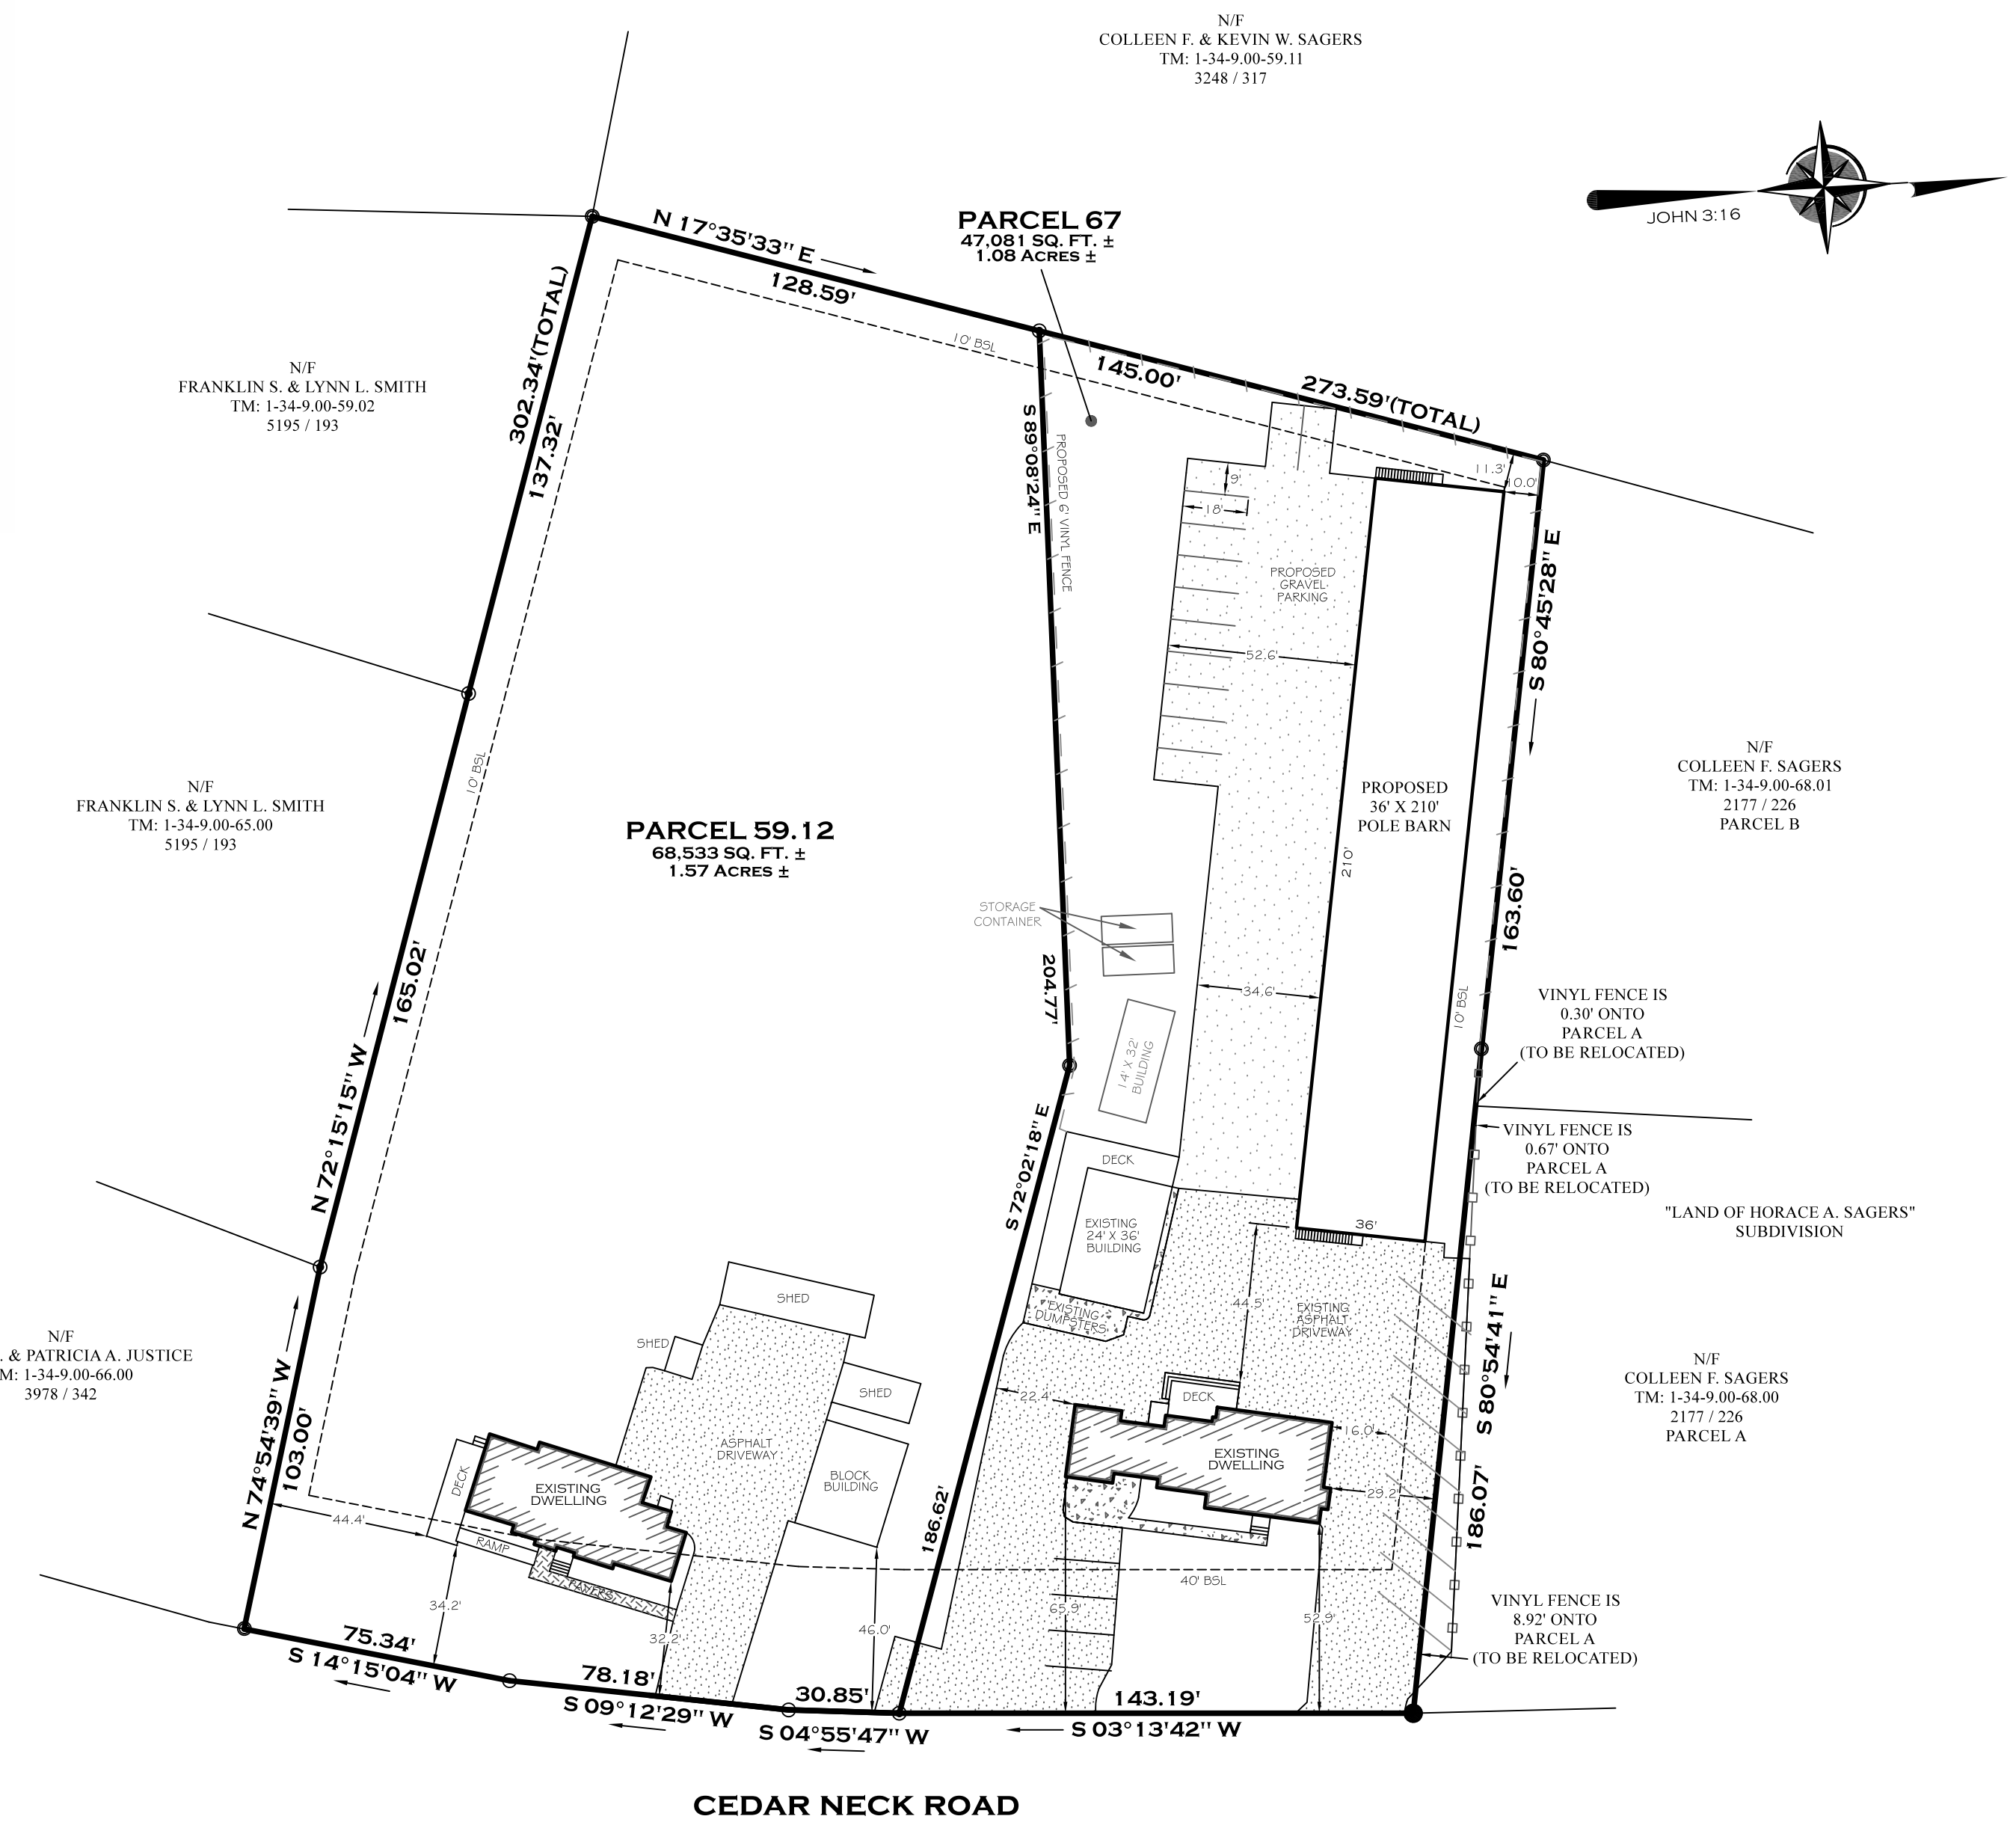 N/F
COLLEEN F. & KEVIN W. SAGERS
TM: 1-34-9.00-59.11
3248 / 317
JOHN 3:16
PARCEL 67
47,081 SQ. FT. ±
1.08 ACRES ±
N 17°35'33" E
128.59'
145.00'
273.59'(TOTAL)
302.34'(TOTAL)
137.32'
10' BSL
N/F
FRANKLIN S. & LYNN L. SMITH
TM: 1-34-9.00-59.02
5195 / 193
S 89°08'24" E
PROPOSED 6' VINYL FENCE
11.3'
10.0'
9'
18'
PROPOSED
GRAVEL
PARKING
52.6'
S 80°45'28" E
N/F
COLLEEN F. SAGERS
TM: 1-34-9.00-68.01
2177 / 226
PARCEL B
N/F
FRANKLIN S. & LYNN L. SMITH
TM: 1-34-9.00-65.00
5195 / 193
10' BSL
PARCEL 59.12
68,533 SQ. FT. ±
1.57 ACRES ±
PROPOSED
36' X 210'
POLE BARN
210'
163.60'
STORAGE
CONTAINER
165.02'
204.77'
34.6'
10' BSL
VINYL FENCE IS
0.30' ONTO
PARCEL A
(TO BE RELOCATED)
14' X 32'
BUILDING
N 72°15'15" W
S 72°02'18" E
VINYL FENCE IS
0.67' ONTO
PARCEL A
(TO BE RELOCATED)
DECK
EXISTING
24' X 36'
BUILDING
36'
"LAND OF HORACE A. SAGERS"
SUBDIVISION
EXISTING
DUMPSTERS
44.5'
EXISTING
ASPHALT
DRIVEWAY
S 80°54'41" E
SHED
SHED
SHED
N/F
. & PATRICIA A. JUSTICE
M: 1-34-9.00-66.00
3978 / 342
N/F
COLLEEN F. SAGERS
TM: 1-34-9.00-68.00
2177 / 226
PARCEL A
N 74°54'39" W
103.00'
22.4'
DECK
16.0'
ASPHALT
DRIVEWAY
BLOCK
BUILDING
EXISTING
DWELLING
DECK
EXISTING
DWELLING
29.2'
44.4'
RAMP
PAVERS
186.62'
186.07'
40' BSL
34.2'
32.2'
46.0'
65.9'
52.9'
VINYL FENCE IS
8.92' ONTO
PARCEL A
(TO BE RELOCATED)
75.34'
S 14°15'04" W
78.18'
S 09°12'29" W
30.85'
S 04°55'47" W
143.19'
S 03°13'42" W
CEDAR NECK ROAD